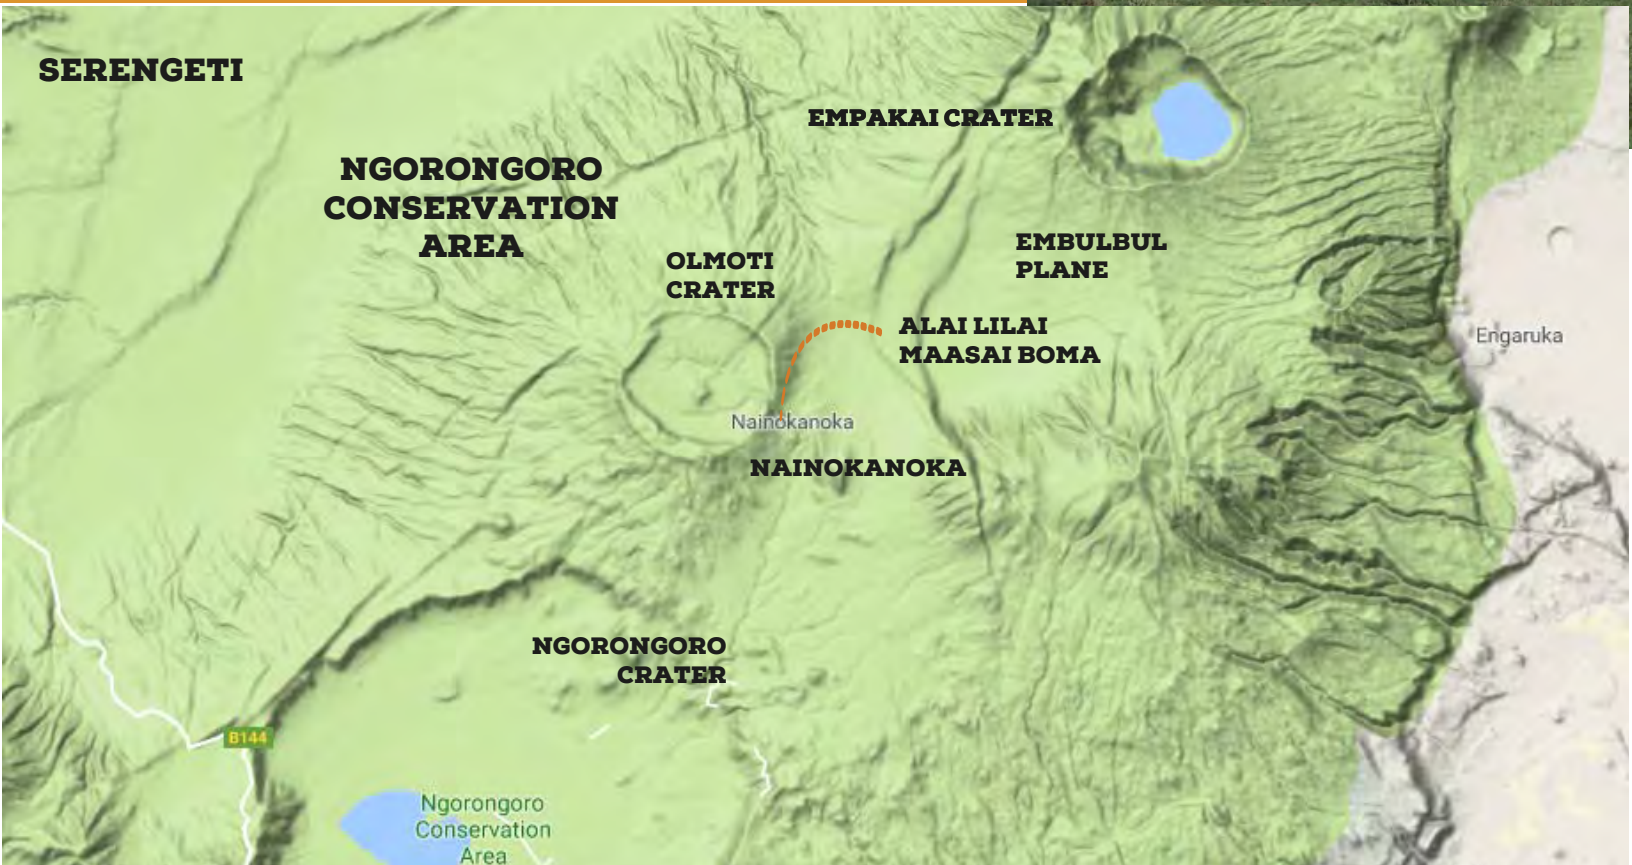 SERENGETI
EMPAKAI CRATER
NGORONGORO
CONSERVATION
AREA
EMBULBUL
PLANE
OLMOTI
CRATER
ALAI LILAI
MAASAI BOMA
Engaruka
Nainokanoka
NAINOKANOKA
NGORONGORO
CRATER
B144
Ngorongoro
Conservation
Area